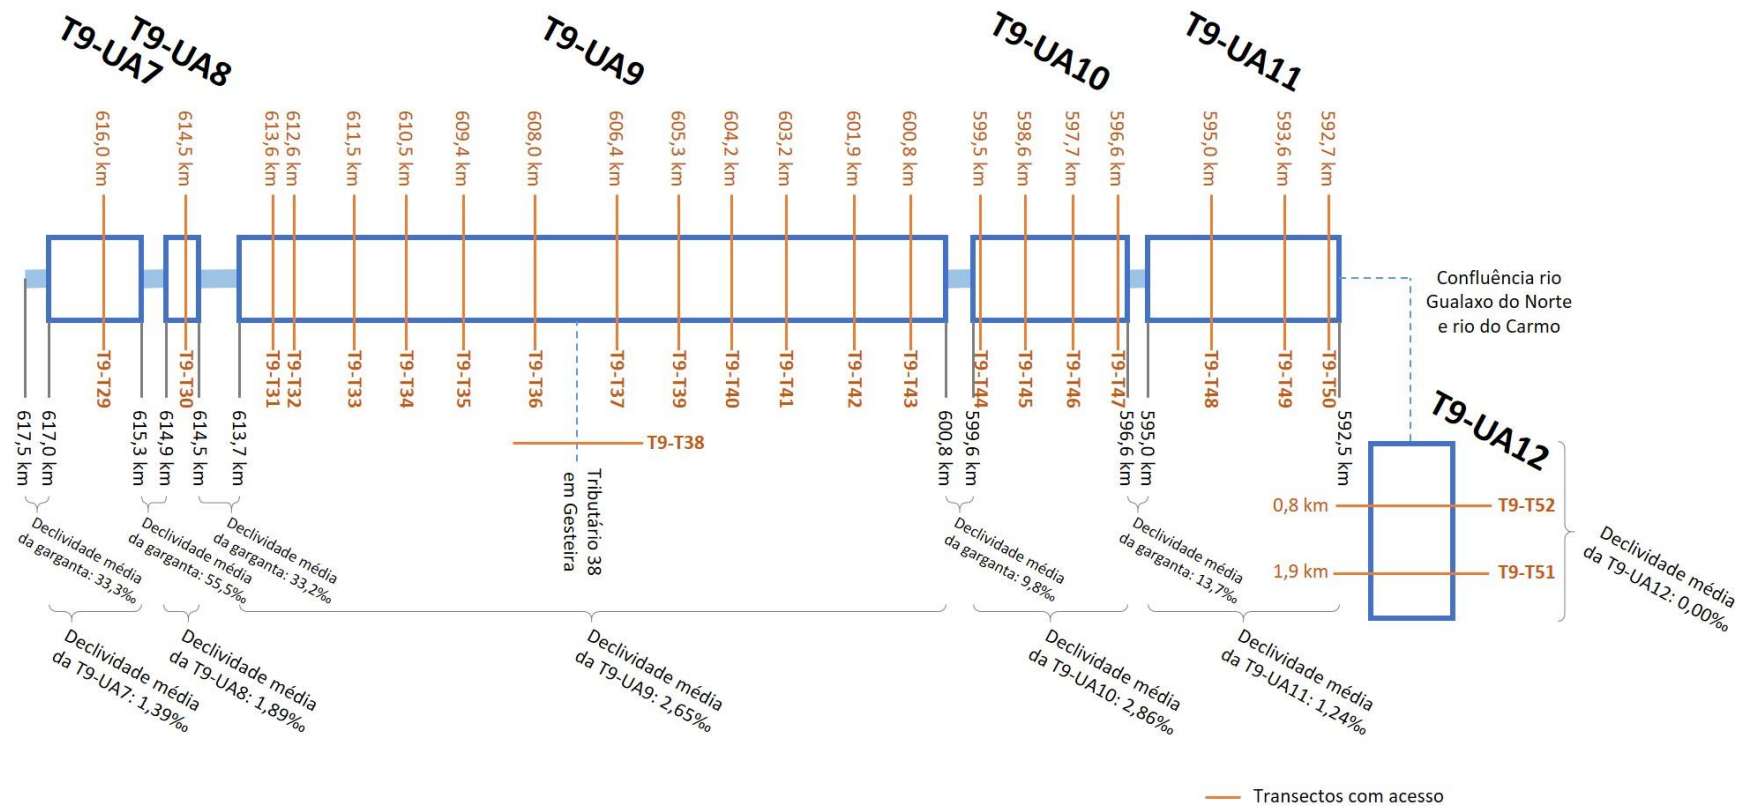 T9-UA7
T9-UA8
T9-UA9
T9-UA10
T9-UA11
616,0 km
614,5 km
613,6 km
612,6 km
611,5 km
610,5 km
609,4 km
608,0 km
606,4 km
605,3 km
604,2 km
603,2 km
601,9 km
600,8 km
599,5 km
598,6 km
597,7 km
596,6 km
595,0 km
593,6 km
592,7 km
Confluência rio
Gualaxo do Norte
e rio do Carmo
T9-T29
T9-T30
T9-T31
T9-T32
T9-T33
T9-T34
T9-T35
T9-T36
T9-T37
T9-T39
T9-T40
T9-T41
T9-T42
T9-T43
T9-T44
T9-T45
T9-T46
T9-T47
T9-T48
T9-T49
T9-T50
617,5 km
617,0 km
615,3 km
614,9 km
614,5 km
613,7 km
600,8 km
599,6 km
596,6 km
595,0 km
592,5 km
T9-T38
Tributário 38
em Gesteira
T9-UA12
0,8 km
T9-T52
1,9 km
T9-T51
Declividade média
da T9-UA12: 0,00‰
Declividade média
da garganta: 33,3‰
Declividade média
da garganta: 55,5‰
Declividade média
da garganta: 33,2‰
Declividade média
da garganta: 9,8‰
Declividade média
da garganta: 13,7‰
Declividade média
da T9-UA7: 1,39‰
Declividade média
da T9-UA8: 1,89‰
Declividade média
da T9-UA9: 2,65‰
Declividade média
da T9-UA10: 2,86‰
Declividade média
da T9-UA11: 1,24‰
Transectos com acesso